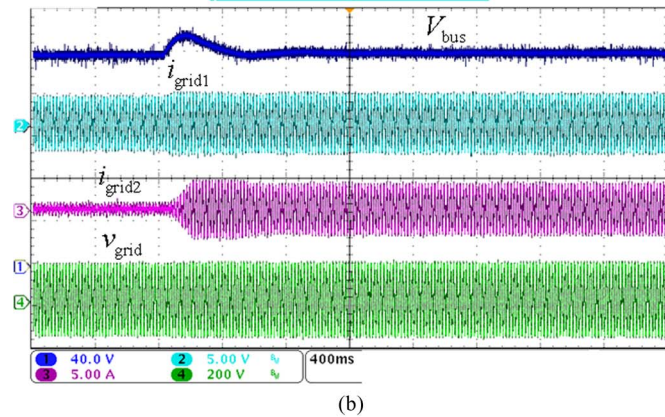 V_bus
i_grid1
2
i_grid2
3
v_grid
1
4
1 40.0 V 2 5.00 V 400ms
3 5.00 A 4 200 V
(b)